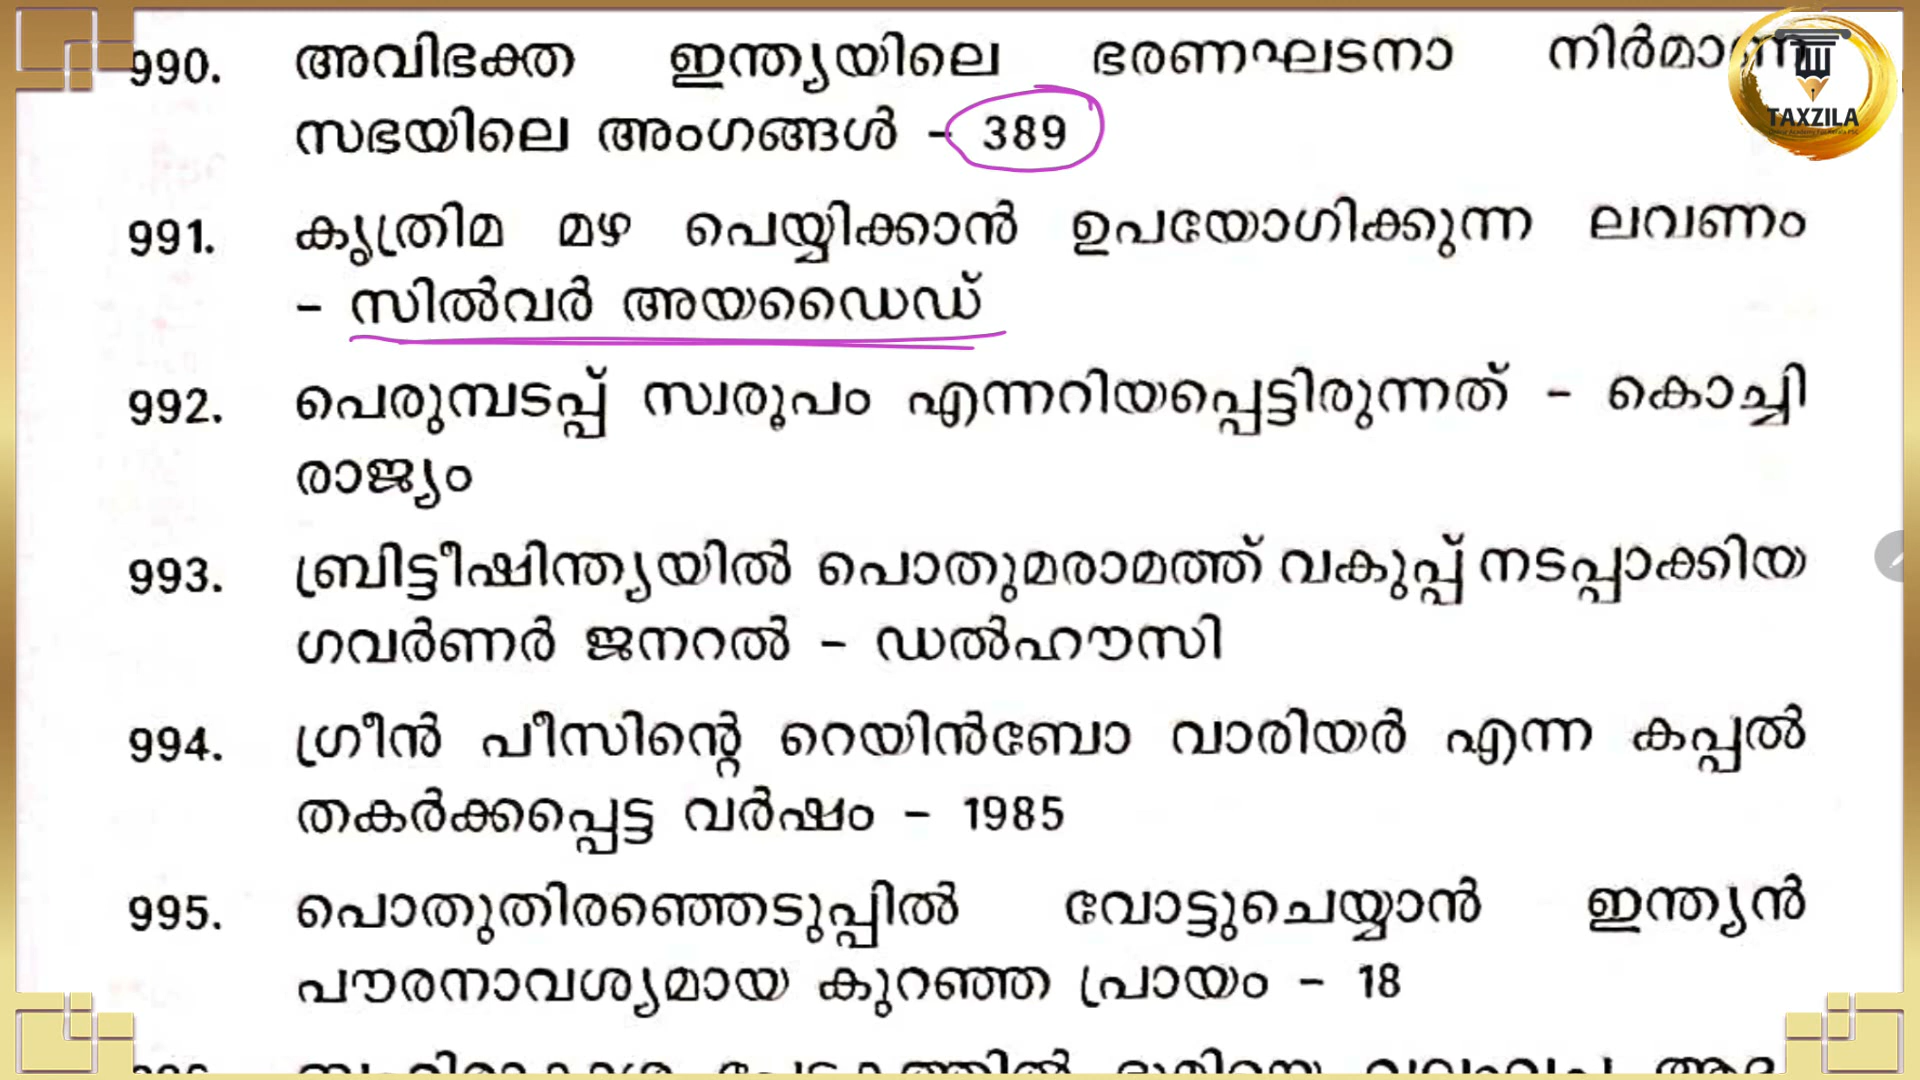 990. അവിഭക്ത ഇന്ത്യയിലെ ഭരണഘടനാ നിർമാണ
സഭയിലെ അംഗങ്ങൾ - 389
TAXZILA
991. കൃത്രിമ മഴ പെയ്യിക്കാൻ ഉപയോഗിക്കുന്ന ലവണം
- സിൽവർ അയഡൈഡ്
992. പെരുമ്പടപ്പ് സ്വരൂപം എന്നറിയപ്പെട്ടിരുന്നത് - കൊച്ചി
രാജ്യം
993. ബ്രിട്ടീഷിന്ത്യയിൽ പൊതുമരാമത്ത് വകുപ്പ് നടപ്പാക്കിയ
ഗവർണർ ജനറൽ - ഡൽഹൗസി
994. ഗ്രീൻ പീസിന്റെ റെയിൻബോ വാരിയർ എന്ന കപ്പൽ
തകർക്കപ്പെട്ട വർഷം - 1985
995. പൊതുതിരഞ്ഞെടുപ്പിൽ വോട്ടുചെയ്യാൻ ഇന്ത്യൻ
പൗരനാവശ്യമായ കുറഞ്ഞ പ്രായം - 18